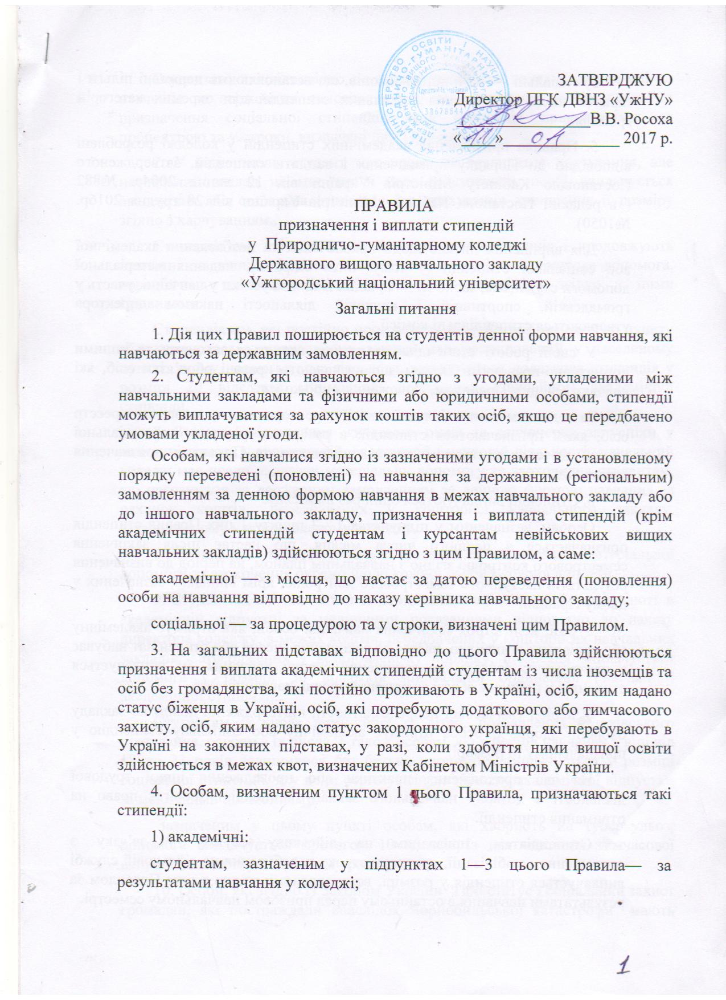 ЗАТВЕРДЖУЮ
Директор ПГК ДВНЗ «УжНУ»
В.В. Росоха
« 11 » 01 2017 р.
МІНІСТЕРСТВО ОСВІТИ І НАУКИ
ПРИРОДНИЧО-ГУМАНІТАРНИЙ
ДЕРЖАВНОГО ВИЩОГО
Ідентифікаційний
код
38678844
ПРАВИЛА
призначення і виплати стипендій
у Природничо-гуманітарному коледжі
Державного вищого навчального закладу
«Ужгородський національний університет»
Загальні питання
1. Дія цих Правил поширюється на студентів денної форми навчання, які
навчаються за державним замовленням.
2. Студентам, які навчаються згідно з угодами, укладеними між
навчальними закладами та фізичними або юридичними особами, стипендії
можуть виплачуватися за рахунок коштів таких осіб, якщо це передбачено
умовами укладеної угоди.
Особам, які навчалися згідно із зазначеними угодами і в установленому
порядку переведені (поновлені) на навчання за державним (регіональним)
замовленням за денною формою навчання в межах навчального закладу або
до іншого навчального закладу, призначення і виплата стипендій (крім
академічних стипендій студентам і курсантам невійськових вищих
навчальних закладів) здійснюються згідно з цим Правилом, а саме:
академічної — з місяця, що настає за датою переведення (поновлення)
особи на навчання відповідно до наказу керівника навчального закладу;
соціальної — за процедурою та у строки, визначені цим Правилом.
3. На загальних підставах відповідно до цього Правила здійснюються
призначення і виплата академічних стипендій студентам із числа іноземців та
осіб без громадянства, які постійно проживають в Україні, осіб, яким надано
статус біженця в Україні, осіб, які потребують додаткового або тимчасового
захисту, осіб, яким надано статус закордонного українця, які перебувають в
Україні на законних підставах, у разі, коли здобуття ними вищої освіти
здійснюється в межах квот, визначених Кабінетом Міністрів України.
4. Особам, визначеним пунктом 1 цього Правила, призначаються такі
стипендії:
1) академічні:
студентам, зазначеним у підпунктах 1—3 цього Правила— за
результатами навчання у коледжі;
1